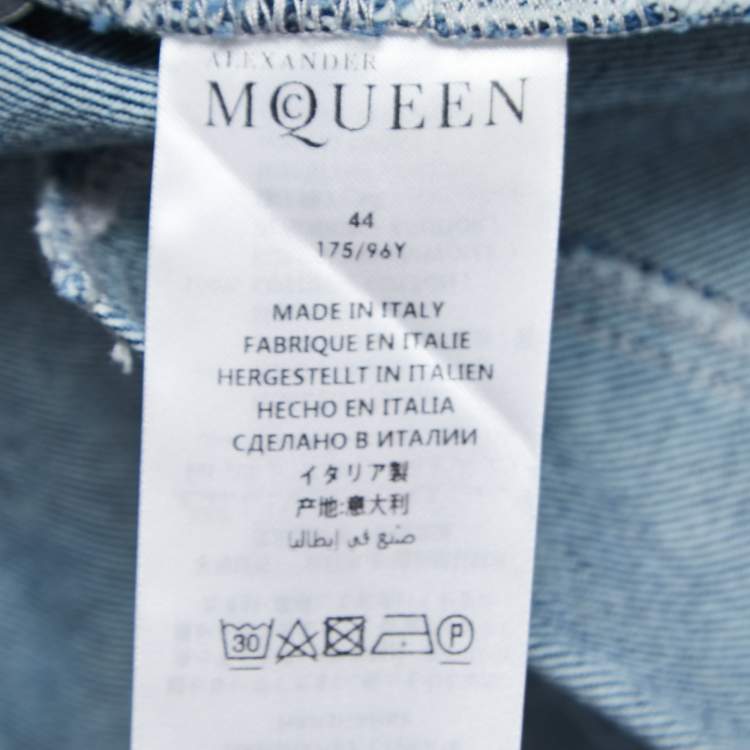 ALEXANDER
MCQUEEN
44
175/96Y
MADE IN ITALY
FABRIQUE EN ITALIE
HERGESTELLT IN ITALIEN
HECHO EN ITALIA
СДЕЛАНО В ИТАЛИИ
イタリア製
产地:意大利
صنع في إيطاليا
30 P